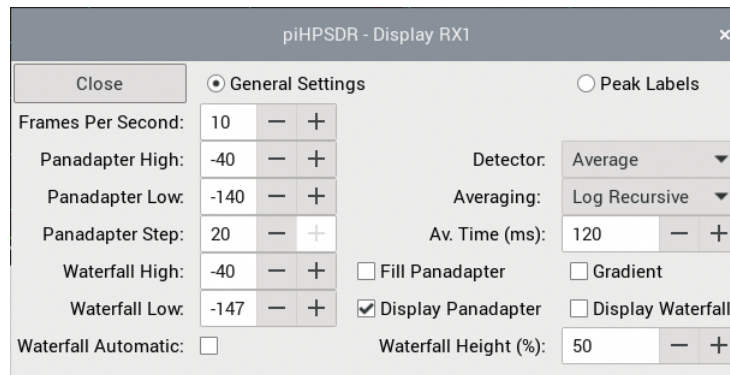 piHPSDR - Display RX1
Close General Settings Peak Labels
Frames Per Second: 10
Panadapter High: -40 Detector: Average
Panadapter Low: -140 Averaging: Log Recursive
Panadapter Step: 20 Av. Time (ms): 120
Waterfall High: -40 Fill Panadapter Gradient
Waterfall Low: -147 Display Panadapter Display Waterfall
Waterfall Automatic: Waterfall Height (%): 50